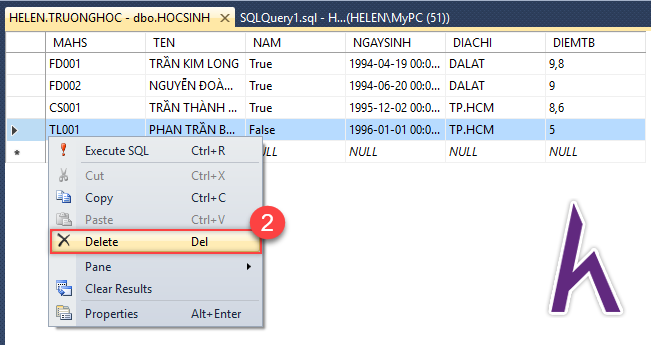 HELEN.TRUONGHOC - dbo.HOCSINH SQLQuery1.sql - H...(HELEN\MyPC (51))
MAHS TEN NAM NGAYSINH DIACHI DIEMTB
FD001 TRẦN KIM LONG True 1994-04-19 00:0... DALAT 9,8
FD002 NGUYỄN ĐOÀ... True 1994-06-20 00:0... DALAT 9
CS001 TRẦN THÀNH ... True 1995-12-02 00:0... TP.HCM 8,6
TL001 PHAN TRẦN B... False 1996-01-01 00:0... TP.HCM 5
NULL NULL NULL NULL
Execute SQL Ctrl+R
Cut Ctrl+X
Copy Ctrl+C
Paste Ctrl+V
2
Delete Del
Pane
Clear Results
Properties Alt+Enter
h